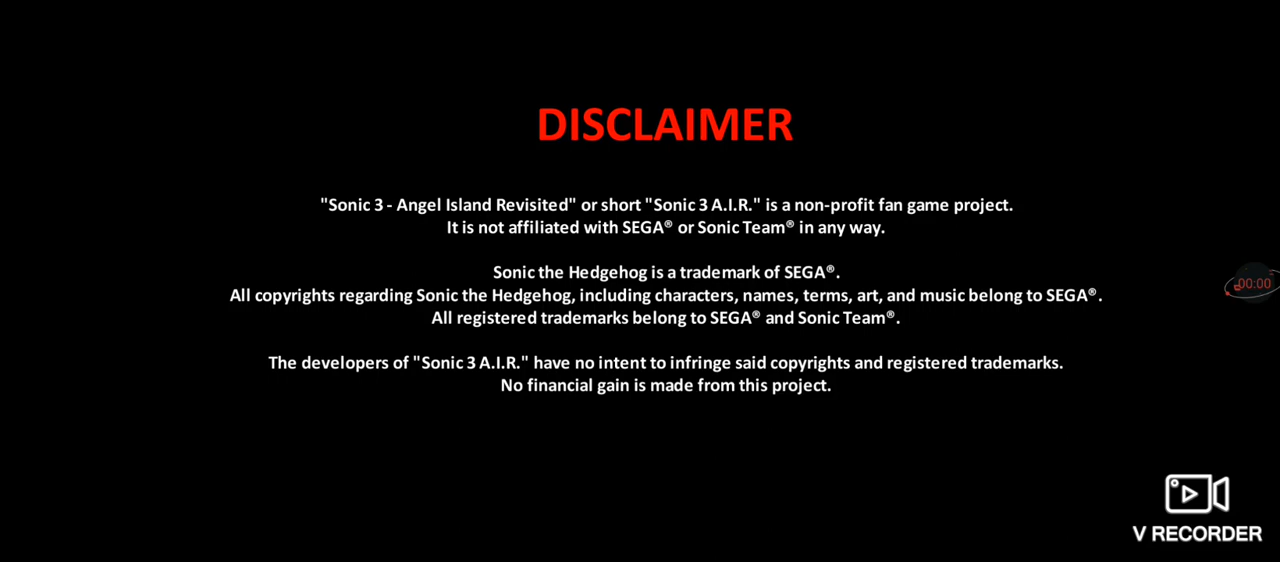 DISCLAIMER
"Sonic 3 - Angel Island Revisited" or short "Sonic 3 A.I.R." is a non-profit fan game project.
It is not affiliated with SEGA® or Sonic Team® in any way.
Sonic the Hedgehog is a trademark of SEGA®.
All copyrights regarding Sonic the Hedgehog, including characters, names, terms, art, and music belong to SEGA®.
All registered trademarks belong to SEGA® and Sonic Team®.
The developers of "Sonic 3 A.I.R." have no intent to infringe said copyrights and registered trademarks.
No financial gain is made from this project.
00:00
V RECORDER